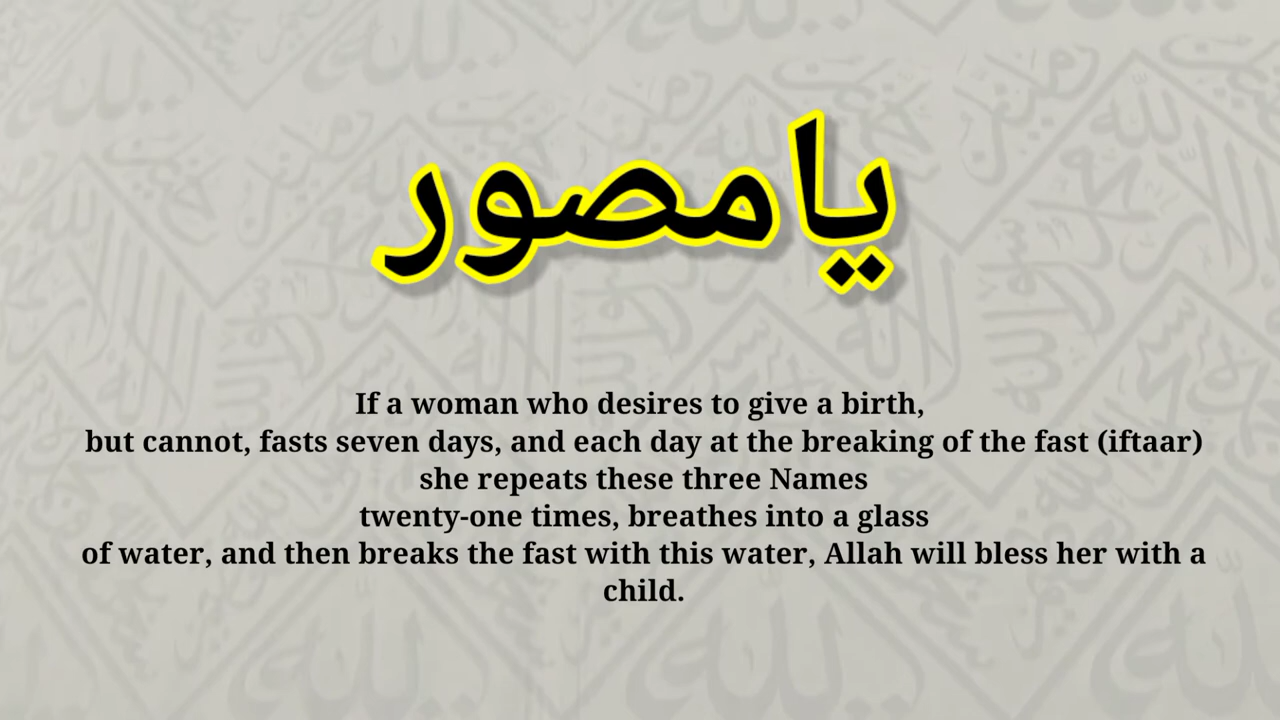 يامصور
If a woman who desires to give a birth,
but cannot, fasts seven days, and each day at the breaking of the fast (iftaar)
she repeats these three Names
twenty-one times, breathes into a glass
of water, and then breaks the fast with this water, Allah will bless her with a
child.